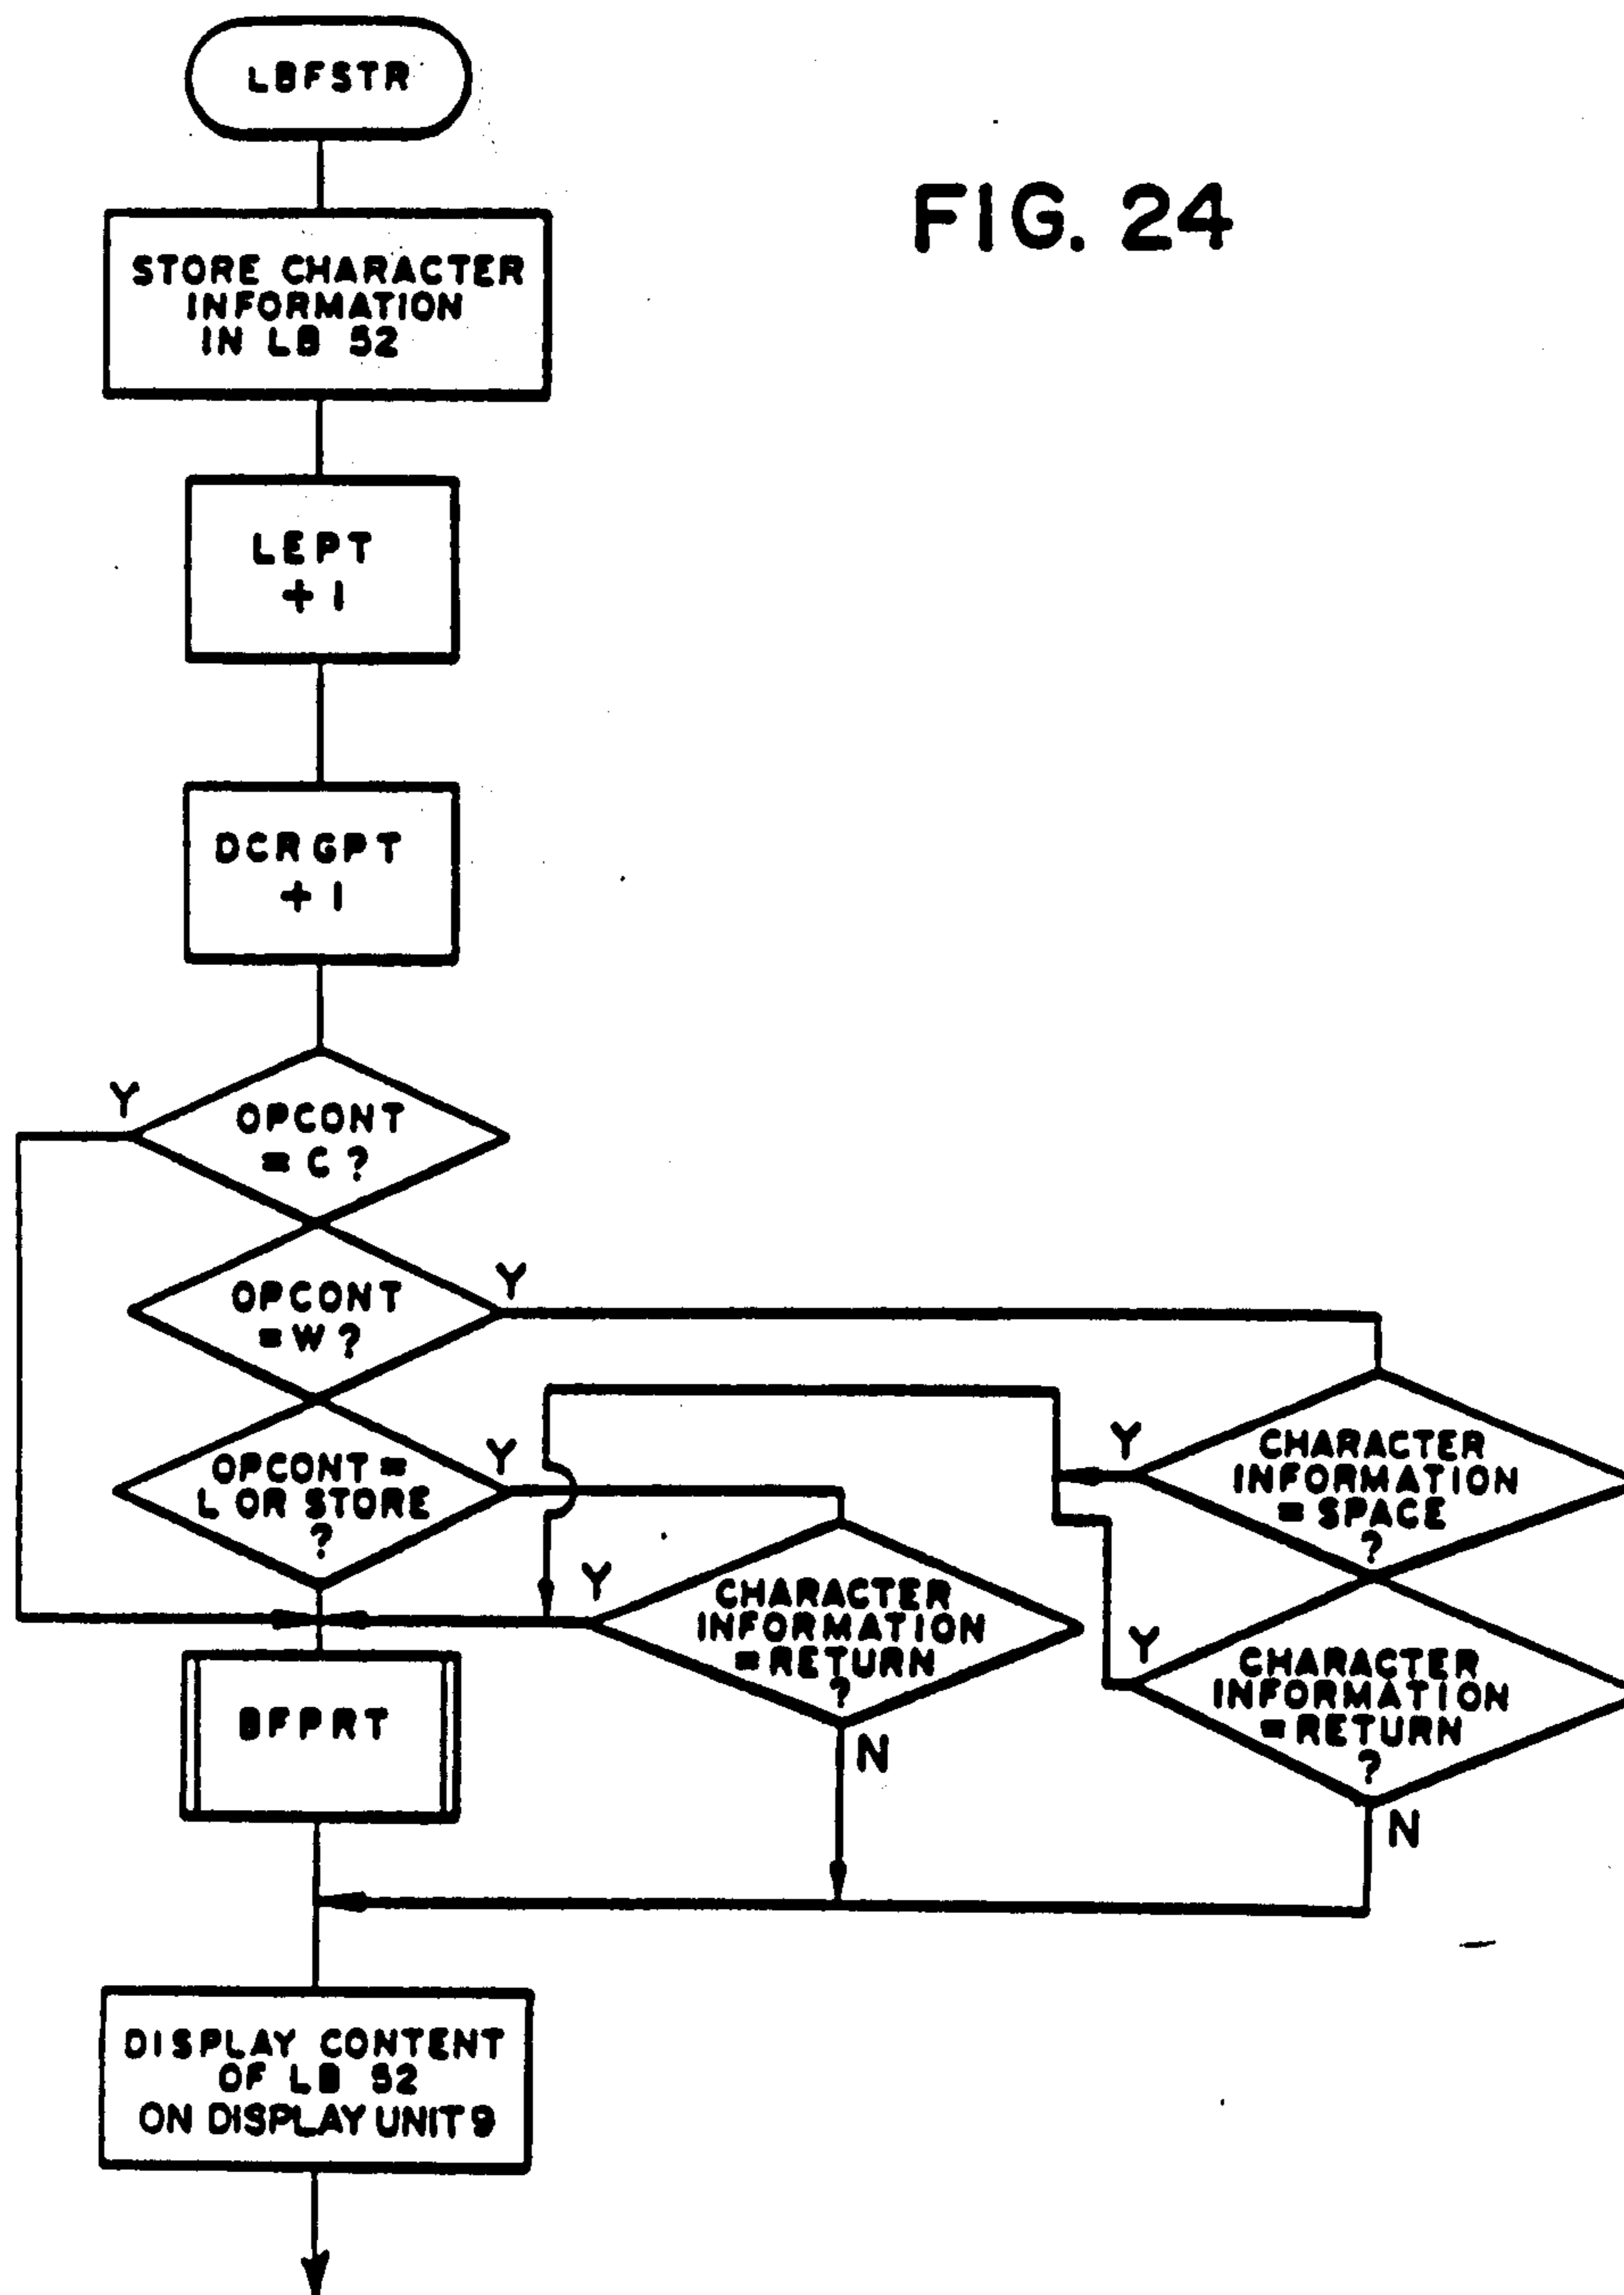 LBFSTR
FIG. 24
STORE CHARACTER
INFORMATION
IN LB 52
LEPT
+ 1
DCRGPT
+ 1
Y
OPCONT
= C ?
OPCONT
= W ?
Y
OPCONT =
L OR STORE
?
Y
Y
CHARACTER
INFORMATION
= SPACE
?
Y
CHARACTER
INFORMATION
= RETURN
?
N
Y
CHARACTER
INFORMATION
= RETURN
?
N
BFPRT
DISPLAY CONTENT
OF LB 52
ON DISPLAY UNIT 9